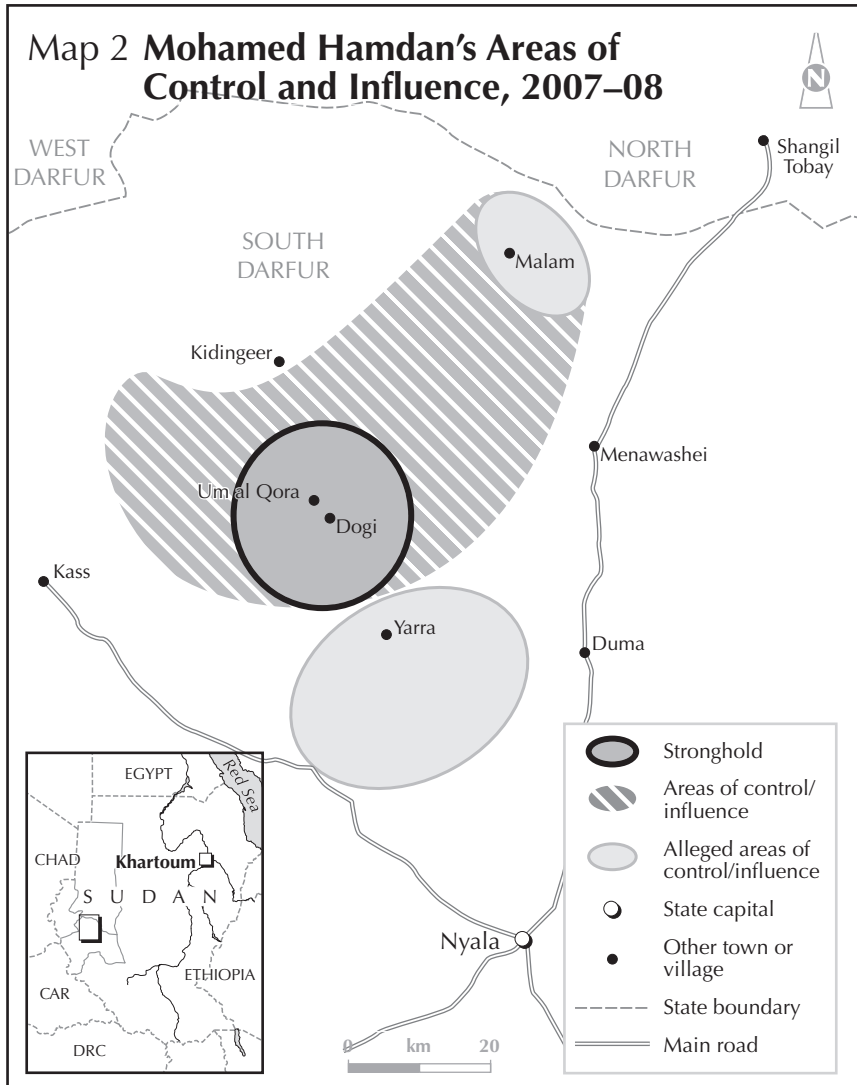 Map 2 Mohamed Hamdan’s Areas of
Control and Influence, 2007–08
N
WEST
DARFUR
NORTH
DARFUR
Shangil
Tobay
SOUTH
DARFUR
Malam
Kidingeer
Menawashei
Um al Qora
Dogi
Kass
Yarra
Duma
Nyala
0 km 20
EGYPT
Red Sea
CHAD
Khartoum
SUDAN
ETHIOPIA
CAR
DRC
Stronghold
Areas of control/
influence
Alleged areas of
control/influence
State capital
Other town or
village
State boundary
Main road